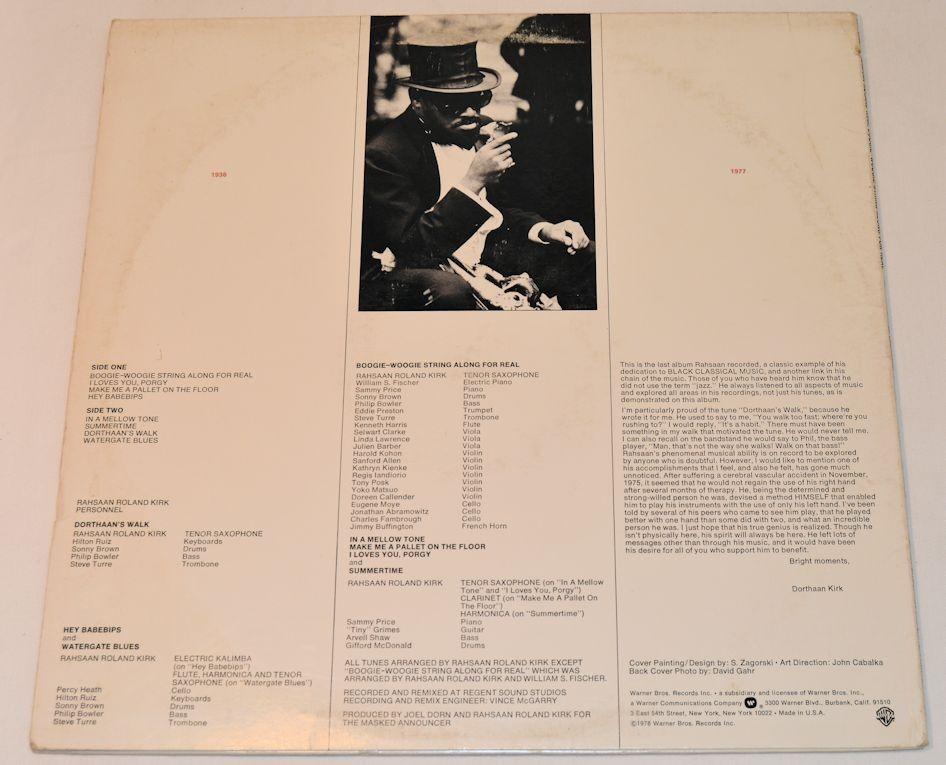 1936
1977
SIDE ONE
BOOGIE-WOOGIE STRING ALONG FOR REAL
I LOVES YOU, PORGY
MAKE ME A PALLET ON THE FLOOR
HEY BABEBIPS
SIDE TWO
IN A MELLOW TONE
SUMMERTIME
DORTHAAN'S WALK
WATERGATE BLUES
RAHSAAN ROLAND KIRK
PERSONNEL
DORTHAAN'S WALK
RAHSAAN ROLAND KIRK TENOR SAXOPHONE
Hilton Ruiz Keyboards
Sonny Brown Drums
Philip Bowler Bass
Steve Turre Trombone
HEY BABEBIPS
and
WATERGATE BLUES
RAHSAAN ROLAND KIRK ELECTRIC KALIMBA
(on "Hey Babebips")
FLUTE, HARMONICA AND TENOR
SAXOPHONE (on "Watergate Blues")
Percy Heath Cello
Hilton Ruiz Keyboards
Sonny Brown Drums
Philip Bowler Bass
Steve Turre Trombone
BOOGIE-WOOGIE STRING ALONG FOR REAL
RAHSAAN ROLAND KIRK TENOR SAXOPHONE
William S. Fischer Electric Piano
Sammy Price Piano
Sonny Brown Drums
Philip Bowler Bass
Eddie Preston Trumpet
Steve Turre Trombone
Kenneth Harris Flute
Selwart Clarke Viola
Linda Lawrence Viola
Julien Barber Viola
Harold Kohon Violin
Sanford Allen Violin
Kathryn Kienke Violin
Regis Iandiorio Violin
Tony Posk Violin
Yoko Matsuo Violin
Doreen Callender Violin
Eugene Moye Cello
Jonathan Abramowitz Cello
Charles Fambrough Cello
Jimmy Buffington French Horn
IN A MELLOW TONE
MAKE ME A PALLET ON THE FLOOR
I LOVES YOU, PORGY
and
SUMMERTIME
RAHSAAN ROLAND KIRK TENOR SAXOPHONE (on "In A Mellow
Tone" and "I Loves You, Porgy")
CLARINET (on "Make Me A Pallet On
The Floor")
HARMONICA (on "Summertime")
Sammy Price Piano
"Tiny" Grimes Guitar
Arvell Shaw Bass
Gifford McDonald Drums
ALL TUNES ARRANGED BY RAHSAAN ROLAND KIRK EXCEPT
"BOOGIE-WOOGIE STRING ALONG FOR REAL" WHICH WAS
ARRANGED BY RAHSAAN ROLAND KIRK AND WILLIAM S. FISCHER.
RECORDED AND REMIXED AT REGENT SOUND STUDIOS
RECORDING AND REMIX ENGINEER: VINCE McGARRY
PRODUCED BY JOEL DORN AND RAHSAAN ROLAND KIRK FOR
THE MASKED ANNOUNCER
This is the last album Rahsaan recorded, a classic example of his
dedication to BLACK CLASSICAL MUSIC, and another link in his
chain of the music. Those of you who have heard him know that he
did not use the term "jazz." He always listened to all aspects of music
and explored all areas in his recordings, not just his tunes, as is
demonstrated on this album.
I'm particularly proud of the tune "Dorthaan's Walk," because he
wrote it for me. He used to say to me, "You walk too fast; where're you
rushing to?" I would reply, "It's a habit." There must have been
something in my walk that motivated the tune. He would never tell me.
I can also recall on the bandstand he would say to Phil, the bass
player, "Man, that's not the way she walks! Walk on that bass!"
Rahsaan's phenomenal musical ability is on record to be explored
by anyone who is doubtful. However, I would like to mention one of
his accomplishments that I feel, and also he felt, has gone much
unnoticed. After suffering a cerebral vascular accident in November,
1975, it seemed that he would not regain the use of his right hand
after several months of therapy. He, being the determined and
strong-willed person he was, devised a method HIMSELF that enabled
him to play his instruments with the use of only his left hand. I've been
told by several of his peers who came to see him play, that he played
better with one hand than some did with two, and what an incredible
person he was. I just hope that his true genius is realized. Though he
isn't physically here, his spirit will always be here. He left lots of
messages other than through his music, and it would have been
his desire for all of you who support him to benefit.
Bright moments,
Dorthaan Kirk
Cover Painting/Design by: S. Zagorski • Art Direction: John Cabalka
Back Cover Photo by: David Gahr
Warner Bros. Records Inc. • a subsidiary and licensee of Warner Bros. Inc.,
a Warner Communications Company W ®, 3300 Warner Blvd., Burbank, Calif. 91510
3 East 54th Street, New York, New York 10022 • Made in U.S.A.
©1978 Warner Bros. Records Inc.